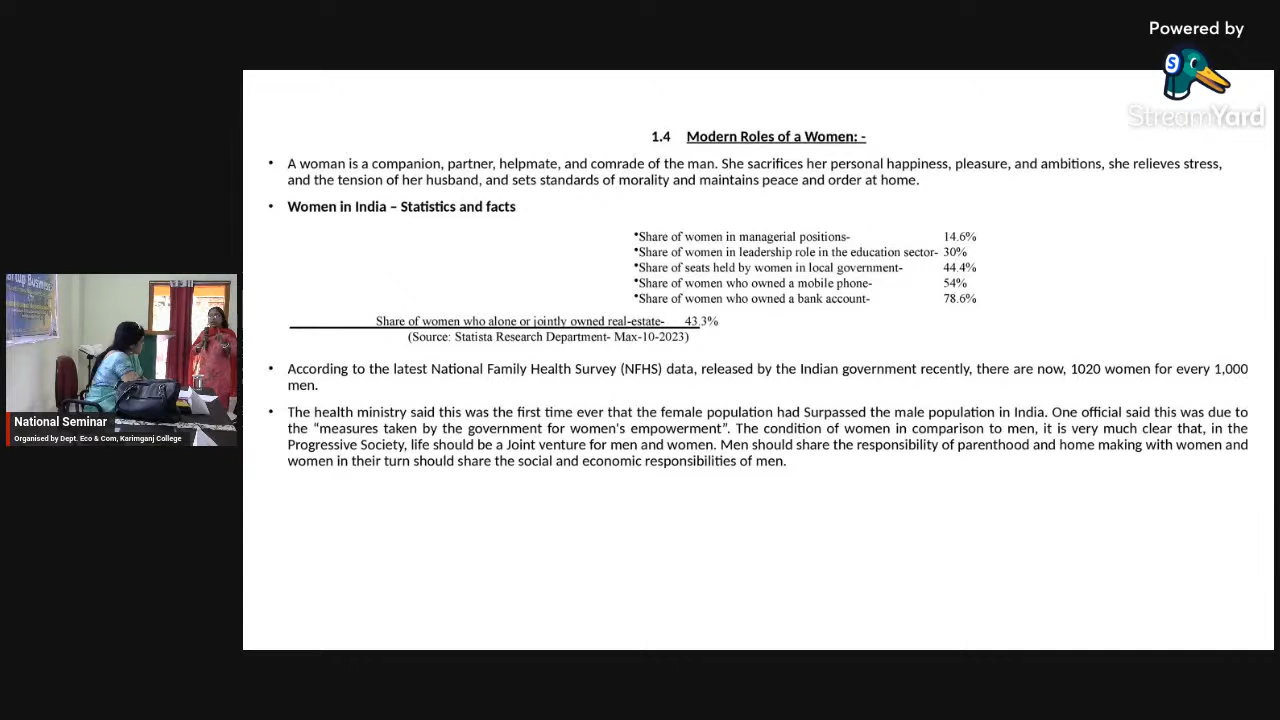 Powered by
StreamYard
1.4 Modern Roles of a Women: -
• A woman is a companion, partner, helpmate, and comrade of the man. She sacrifices her personal happiness, pleasure, and ambitions, she relieves stress,
and the tension of her husband, and sets standards of morality and maintains peace and order at home.
• Women in India – Statistics and facts
•Share of women in managerial positions- 14.6%
•Share of women in leadership role in the education sector- 30%
•Share of seats held by women in local government- 44.4%
•Share of women who owned a mobile phone- 54%
•Share of women who owned a bank account- 78.6%
Share of women who alone or jointly owned real-estate- 43.3%
(Source: Statista Research Department- Max-10-2023)
• According to the latest National Family Health Survey (NFHS) data, released by the Indian government recently, there are now, 1020 women for every 1,000
men.
• The health ministry said this was the first time ever that the female population had Surpassed the male population in India. One official said this was due to
the “measures taken by the government for women's empowerment”. The condition of women in comparison to men, it is very much clear that, in the
Progressive Society, life should be a Joint venture for men and women. Men should share the responsibility of parenthood and home making with women and
women in their turn should share the social and economic responsibilities of men.
Business
National Seminar
Organised by Dept. Eco & Com, Karimganj College